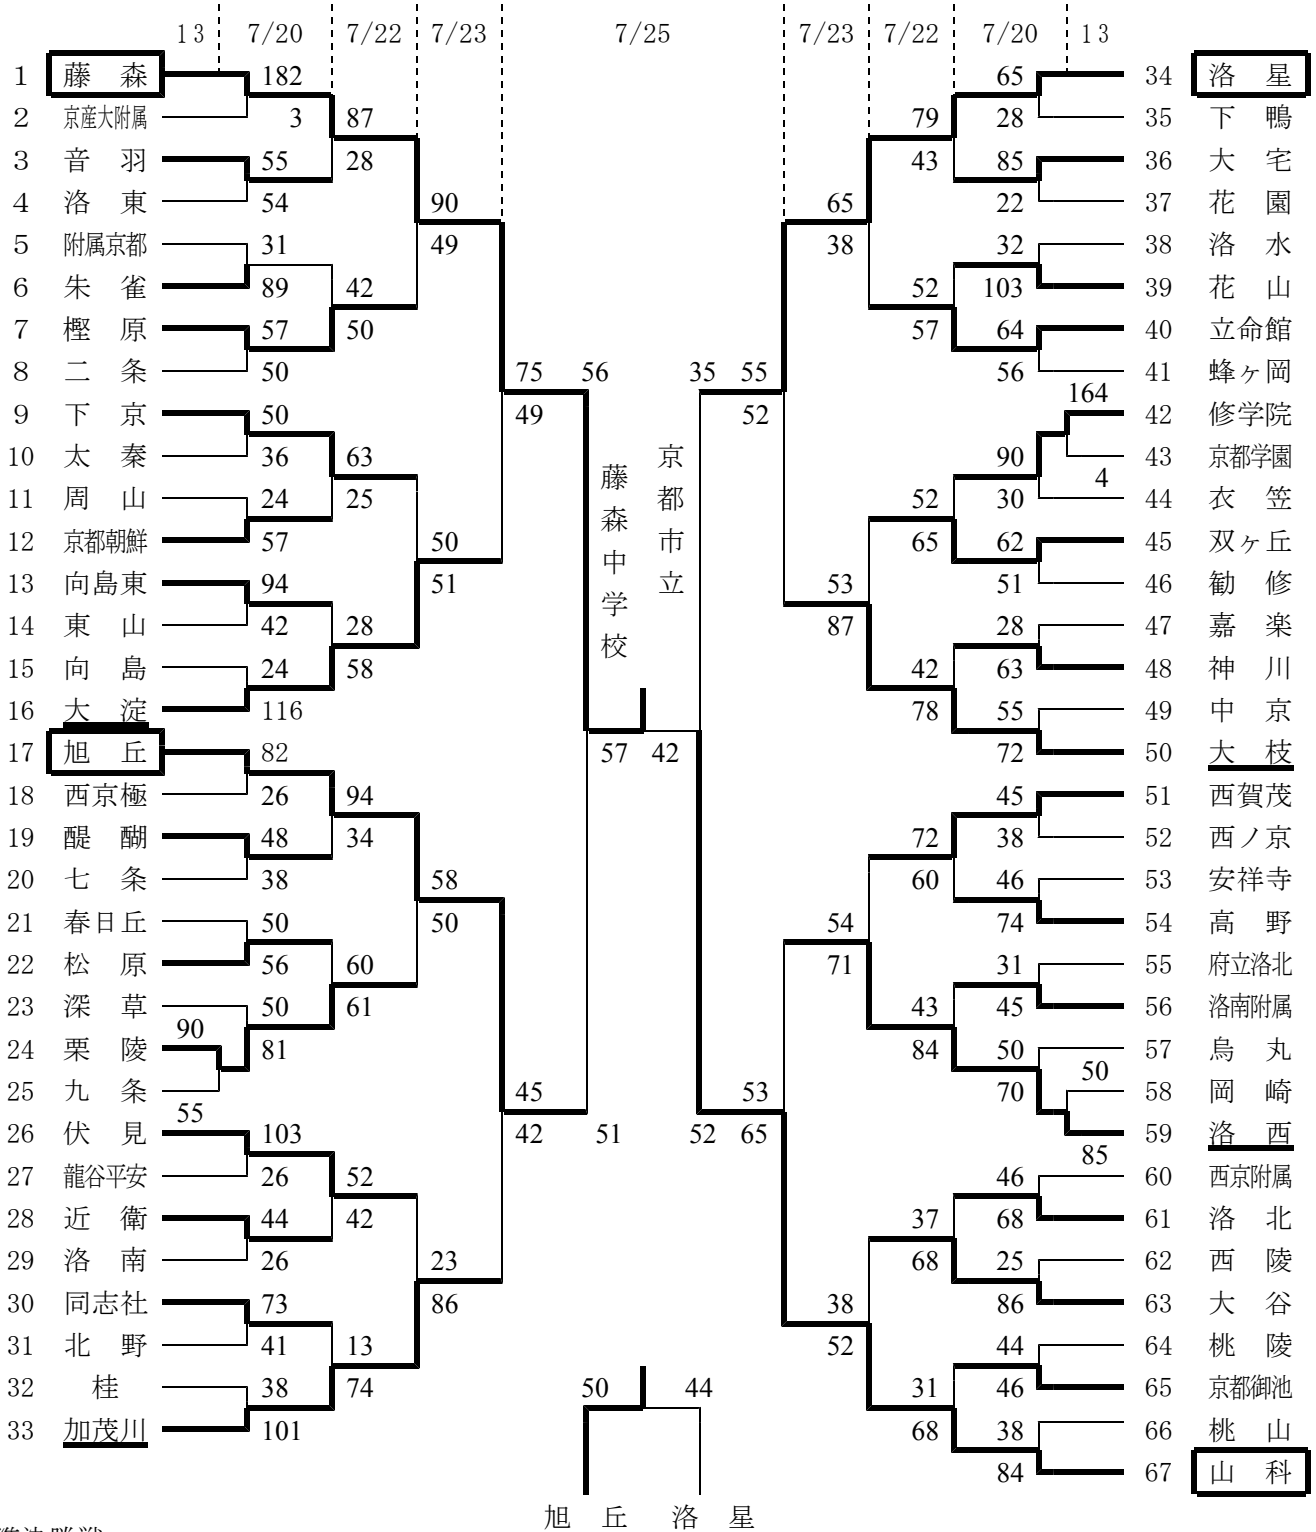 13 7/20 7/22 7/23 7/25 7/23 7/22 7/20 13
1 藤森 182 65 34 洛星
2 京産大附属 3 87 79 28 35 下鴨
3 音羽 55 28 43 85 36 大宅
4 洛東 54 90 65 22 37 花園
5 附属京都 31 49 38 32 38 洛水
6 朱雀 89 42 52 103 39 花山
7 樫原 57 50 57 64 40 立命館
8 二条 50 75 56 35 55 56 41 蜂ヶ岡
164
9 下京 50 49 52 42 修学院
10 太秦 36 63 90 43 京都学園
4
11 周山 24 25 52 30 44 衣笠
12 京都朝鮮 57 50 65 62 45 双ヶ丘
13 向島東 94 51 53 51 46 勧修
14 東山 42 28 87 28 47 嘉楽
15 向島 24 58 42 63 48 神川
16 大淀 116 78 55 49 中京
京都市立
藤森中学校
17 旭丘 82 57 42 72 50 大枝
18 西京極 26 94 45 51 西賀茂
19 醍醐 48 34 72 38 52 西ノ京
20 七条 38 58 60 46 53 安祥寺
21 春日丘 50 50 54 74 54 高野
22 松原 56 60 71 31 55 府立洛北
23 深草 50 61 43 45 56 洛南附属
90
24 栗陵 81 84 50 57 烏丸
50
25 九条 45 53 70 58 岡崎
55
26 伏見 103 42 51 52 65 59 洛西
85
27 龍谷平安 26 52 46 60 西京附属
28 近衛 44 42 37 68 61 洛北
29 洛南 26 23 68 25 62 西陵
30 同志社 73 86 38 86 63 大谷
31 北野 41 13 52 44 64 桃陵
32 桂 38 74 50 44 31 46 65 京都御池
33 加茂川 101 68 38 66 桃山
84 67 山科
旭丘 洛星